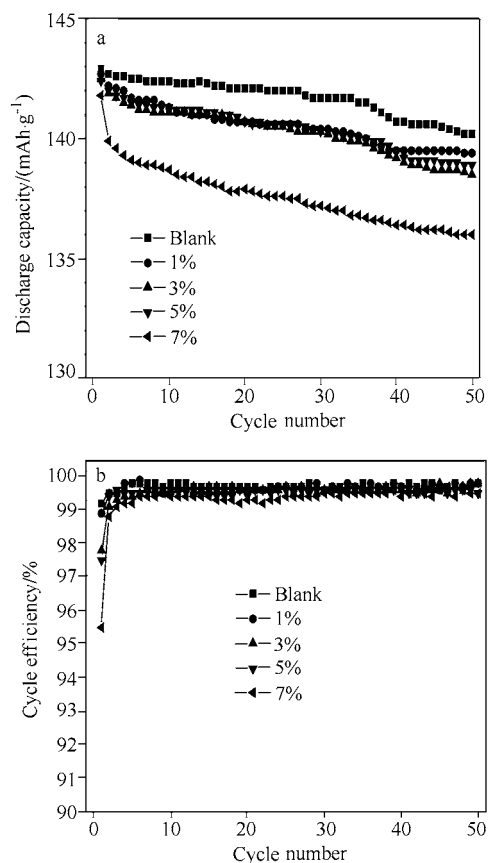 145
a
140
135
130
Discharge capacity/(mAh·g⁻¹)
Blank
1%
3%
5%
7%
0 10 20 30 40 50
Cycle number
100
b
99
98
97
96
95
94
93
92
91
90
Cycle efficiency/%
Blank
1%
3%
5%
7%
0 10 20 30 40 50
Cycle number